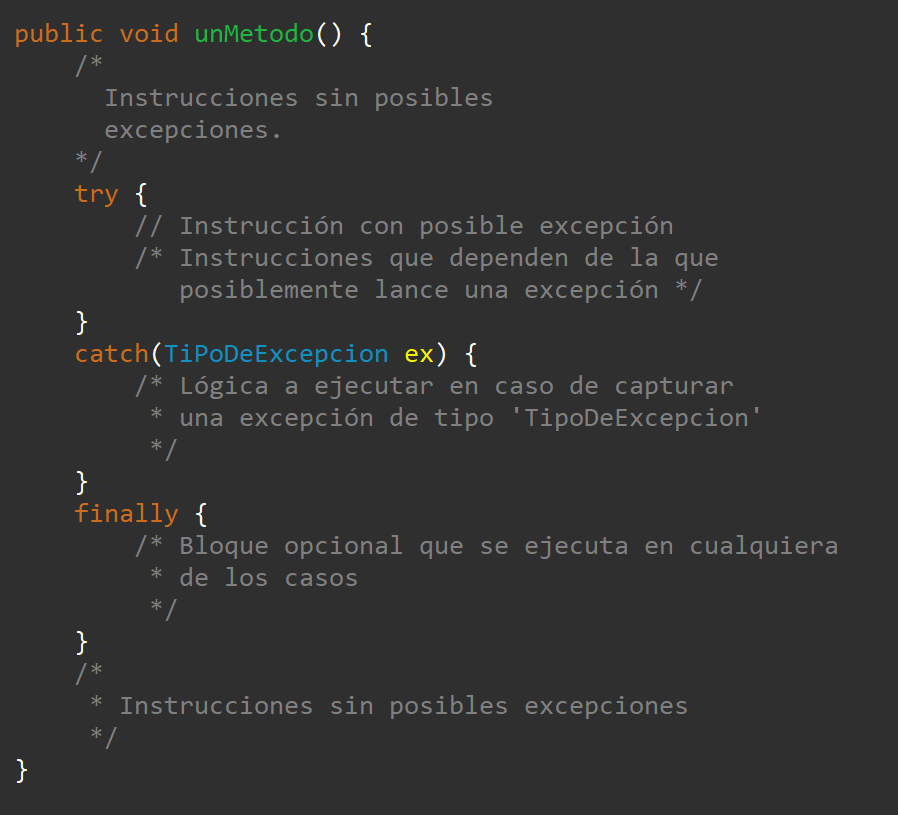 public void unMetodo() {
    /*
      Instrucciones sin posibles
      excepciones.
    */
    try {
        // Instrucción con posible excepción
        /* Instrucciones que dependen de la que
           posiblemente lance una excepción */
    }
    catch(TiPoDeExcepcion ex) {
        /* Lógica a ejecutar en caso de capturar
         * una excepción de tipo 'TipoDeExcepcion'
         */
    }
    finally {
        /* Bloque opcional que se ejecuta en cualquiera
         * de los casos
         */
    }
    /*
     * Instrucciones sin posibles excepciones
     */
}